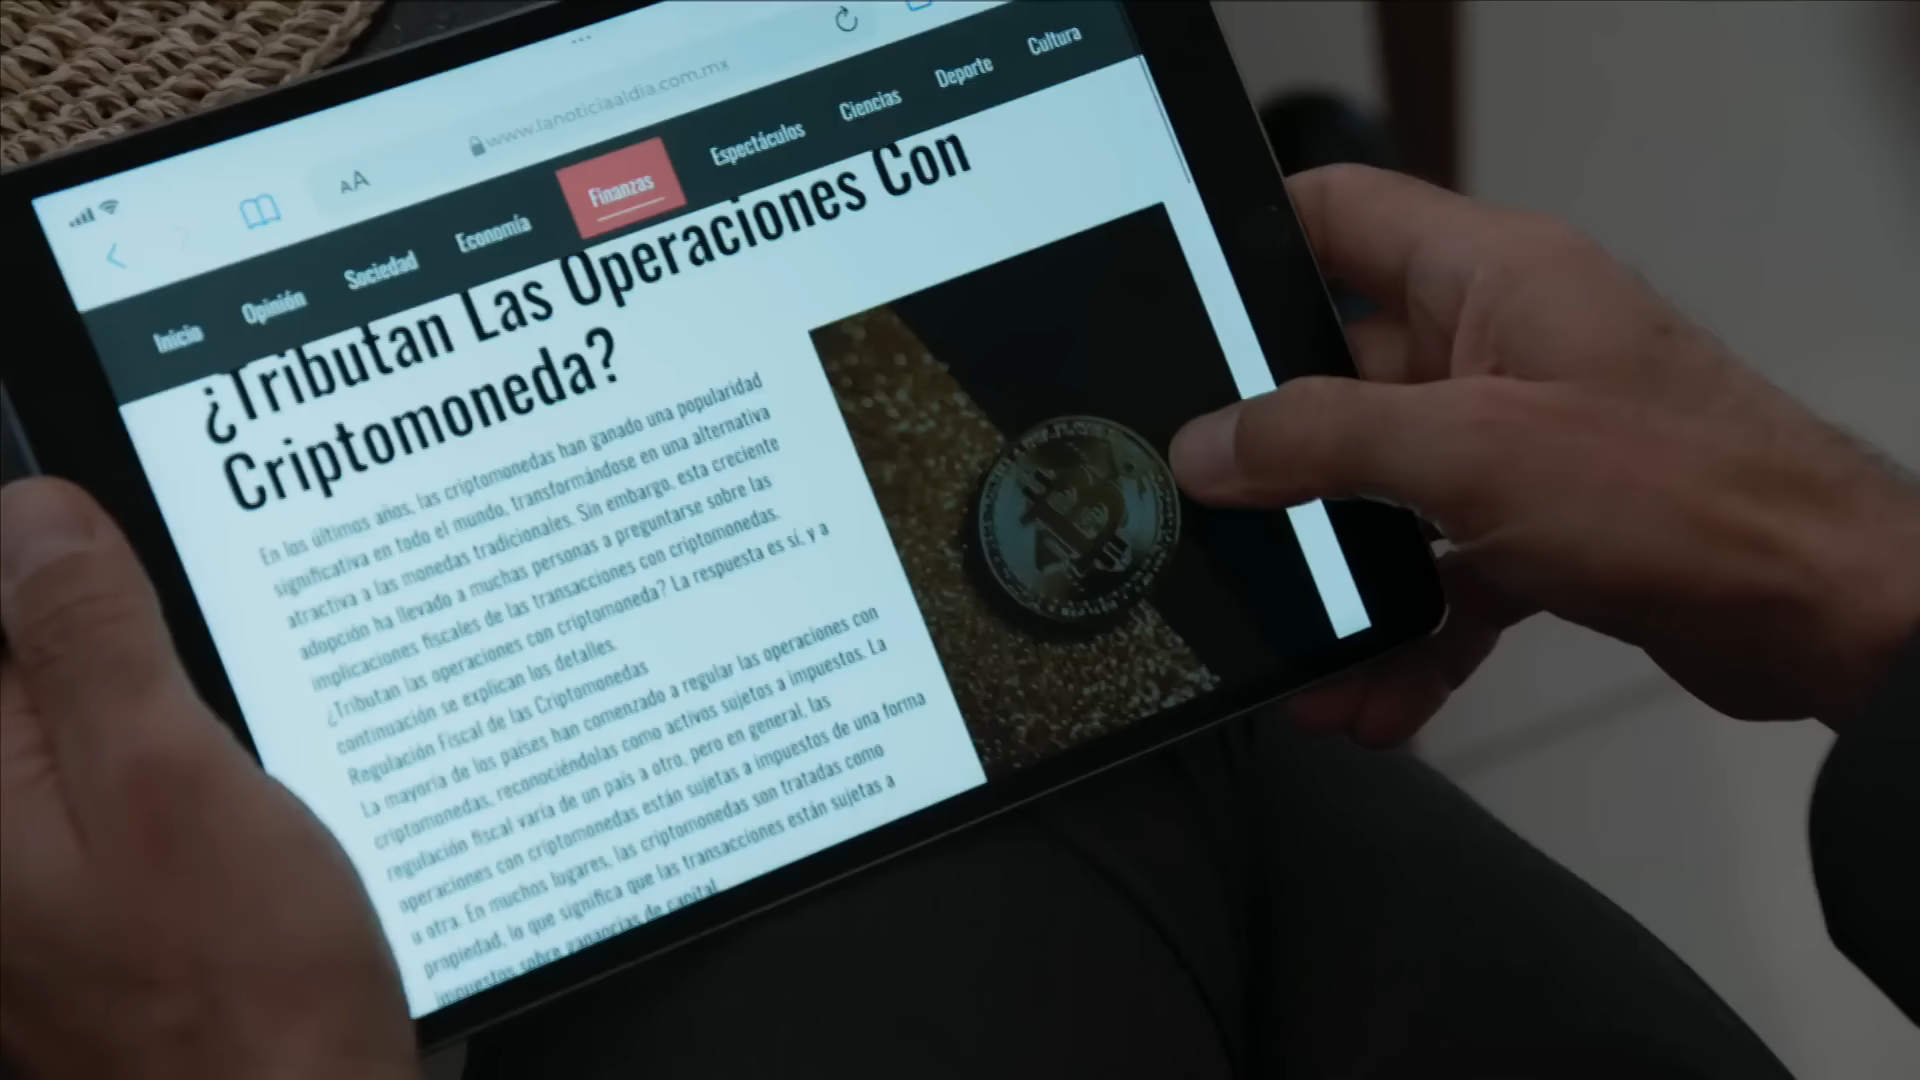 www.lanoticiaaldia.com.mx
AA
Inicio
Opinión
Sociedad
Economía
Finanzas
Espectáculos
Ciencias
Deporte
Cultura
¿Tributan Las Operaciones Con
Criptomoneda?
En los últimos años, las criptomonedas han ganado una popularidad
significativa en todo el mundo, transformándose en una alternativa
atractiva a las monedas tradicionales. Sin embargo, esta creciente
adopción ha llevado a muchas personas a preguntarse sobre las
implicaciones fiscales de las transacciones con criptomonedas.
¿Tributan las operaciones con criptomoneda? La respuesta es sí, y a
continuación se explican los detalles.
Regulación Fiscal de las Criptomonedas
La mayoría de los países han comenzado a regular las operaciones con
criptomonedas, reconociéndolas como activos sujetos a impuestos. La
regulación fiscal varía de un país a otro, pero en general, las
operaciones con criptomonedas están sujetas a impuestos de una forma
u otra. En muchos lugares, las criptomonedas son tratadas como
propiedad, lo que significa que las transacciones están sujetas a
impuestos sobre ganancias de capital.